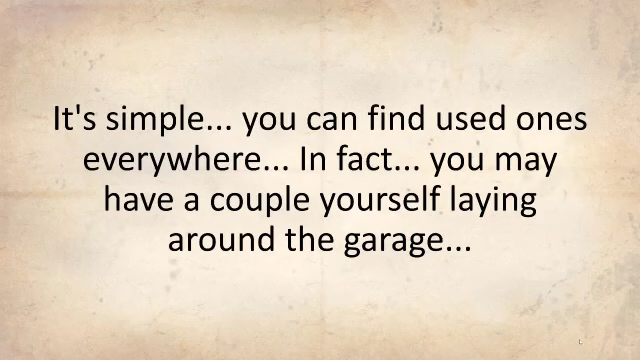 It's simple... you can find used ones
everywhere... In fact... you may
have a couple yourself laying
around the garage...